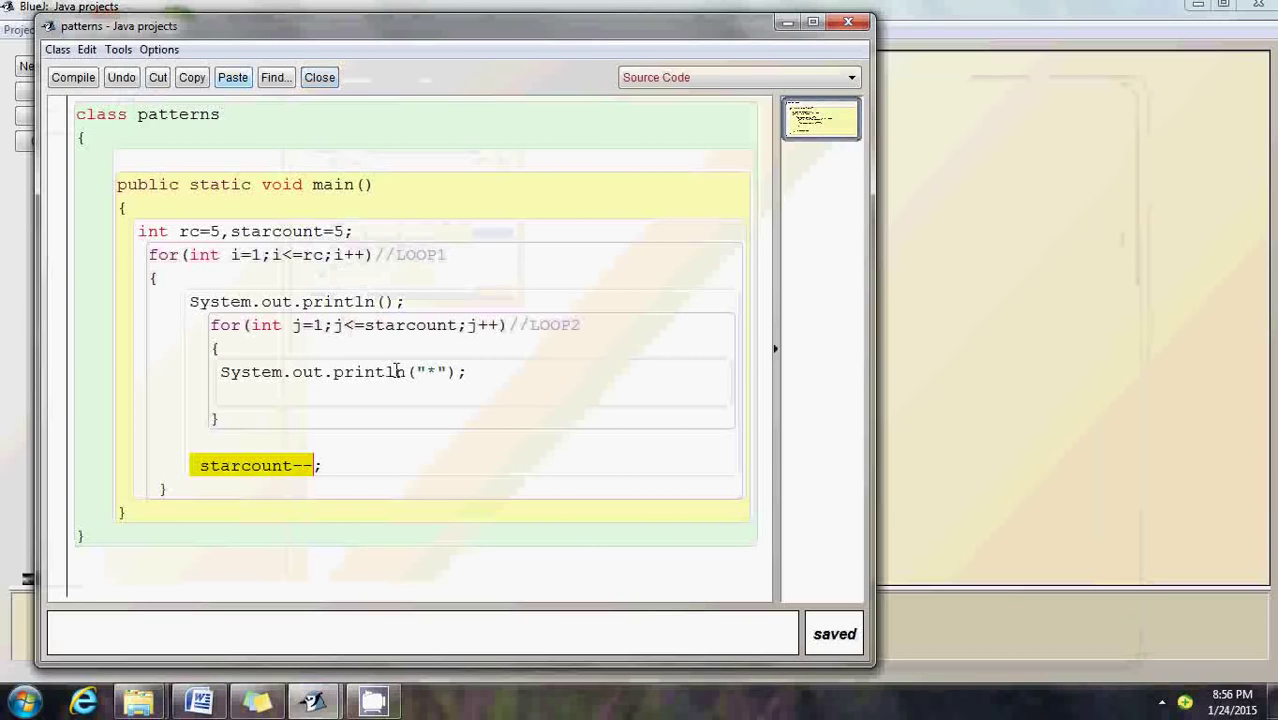 BlueJ: Java projects
patterns - Java projects
Class Edit Tools Options
Compile Undo Cut Copy Paste Find... Close Source Code
class patterns
{
public static void main()
{
int rc=5,starcount=5;
for(int i=1;i<=rc;i++)//LOOP1
{
System.out.println();
for(int j=1;j<=starcount;j++)//LOOP2
{
System.out.println("*");
}
starcount--;
}
}
}
saved
8:56 PM
1/24/2015